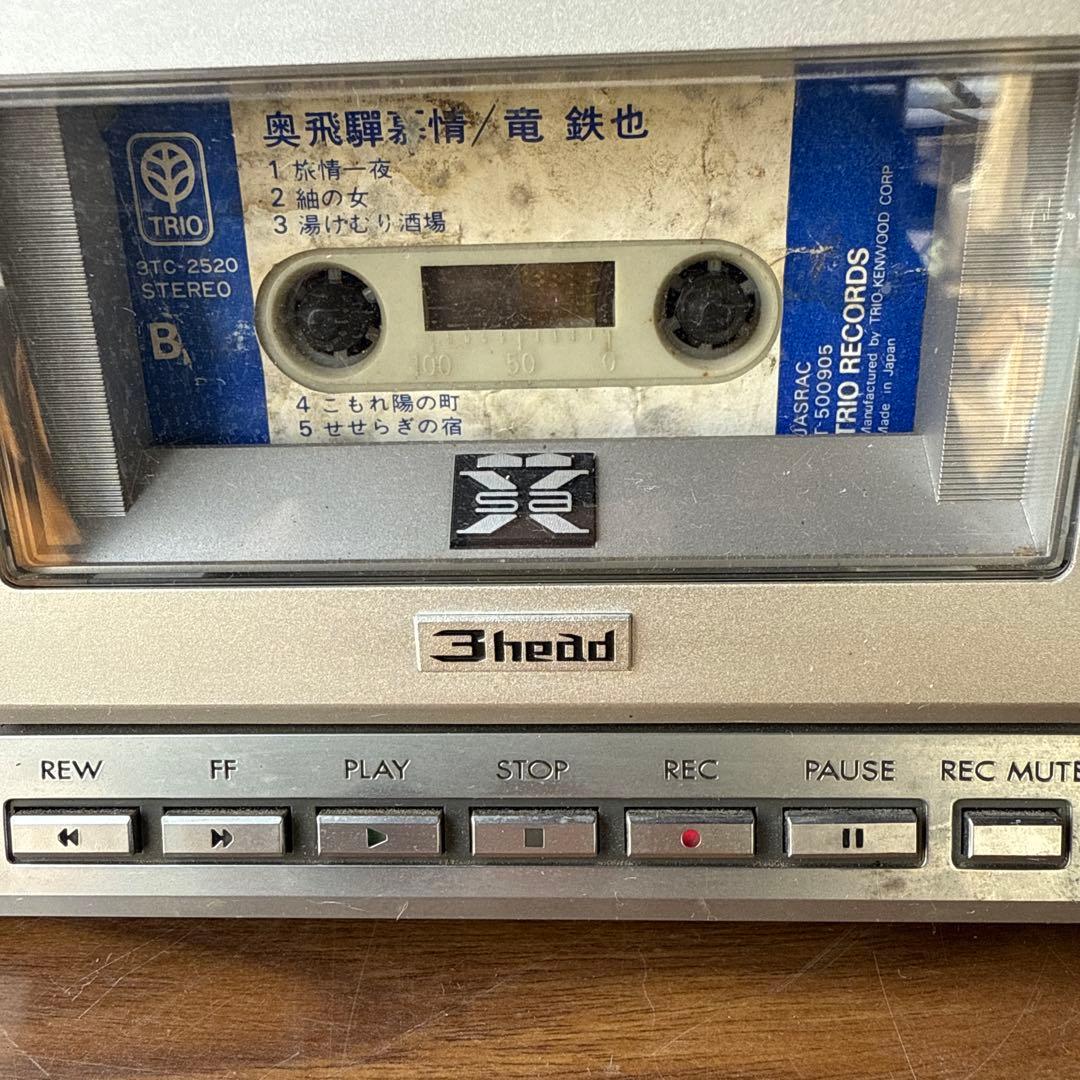 奥飛驒慕情/竜 鉄也
1 旅情一夜
2 紬の女
3 湯けむり酒場
TRIO
3TC-2520
STEREO
B
100 50 0
4 こもれ陽の町
5 せせらぎの宿
JASRAC
T-500905
TRIO RECORDS
Manufactured by TRIO-KENWOOD CORP
Made in Japan
X
sa
3head
REW FF PLAY STOP REC PAUSE REC MUTE